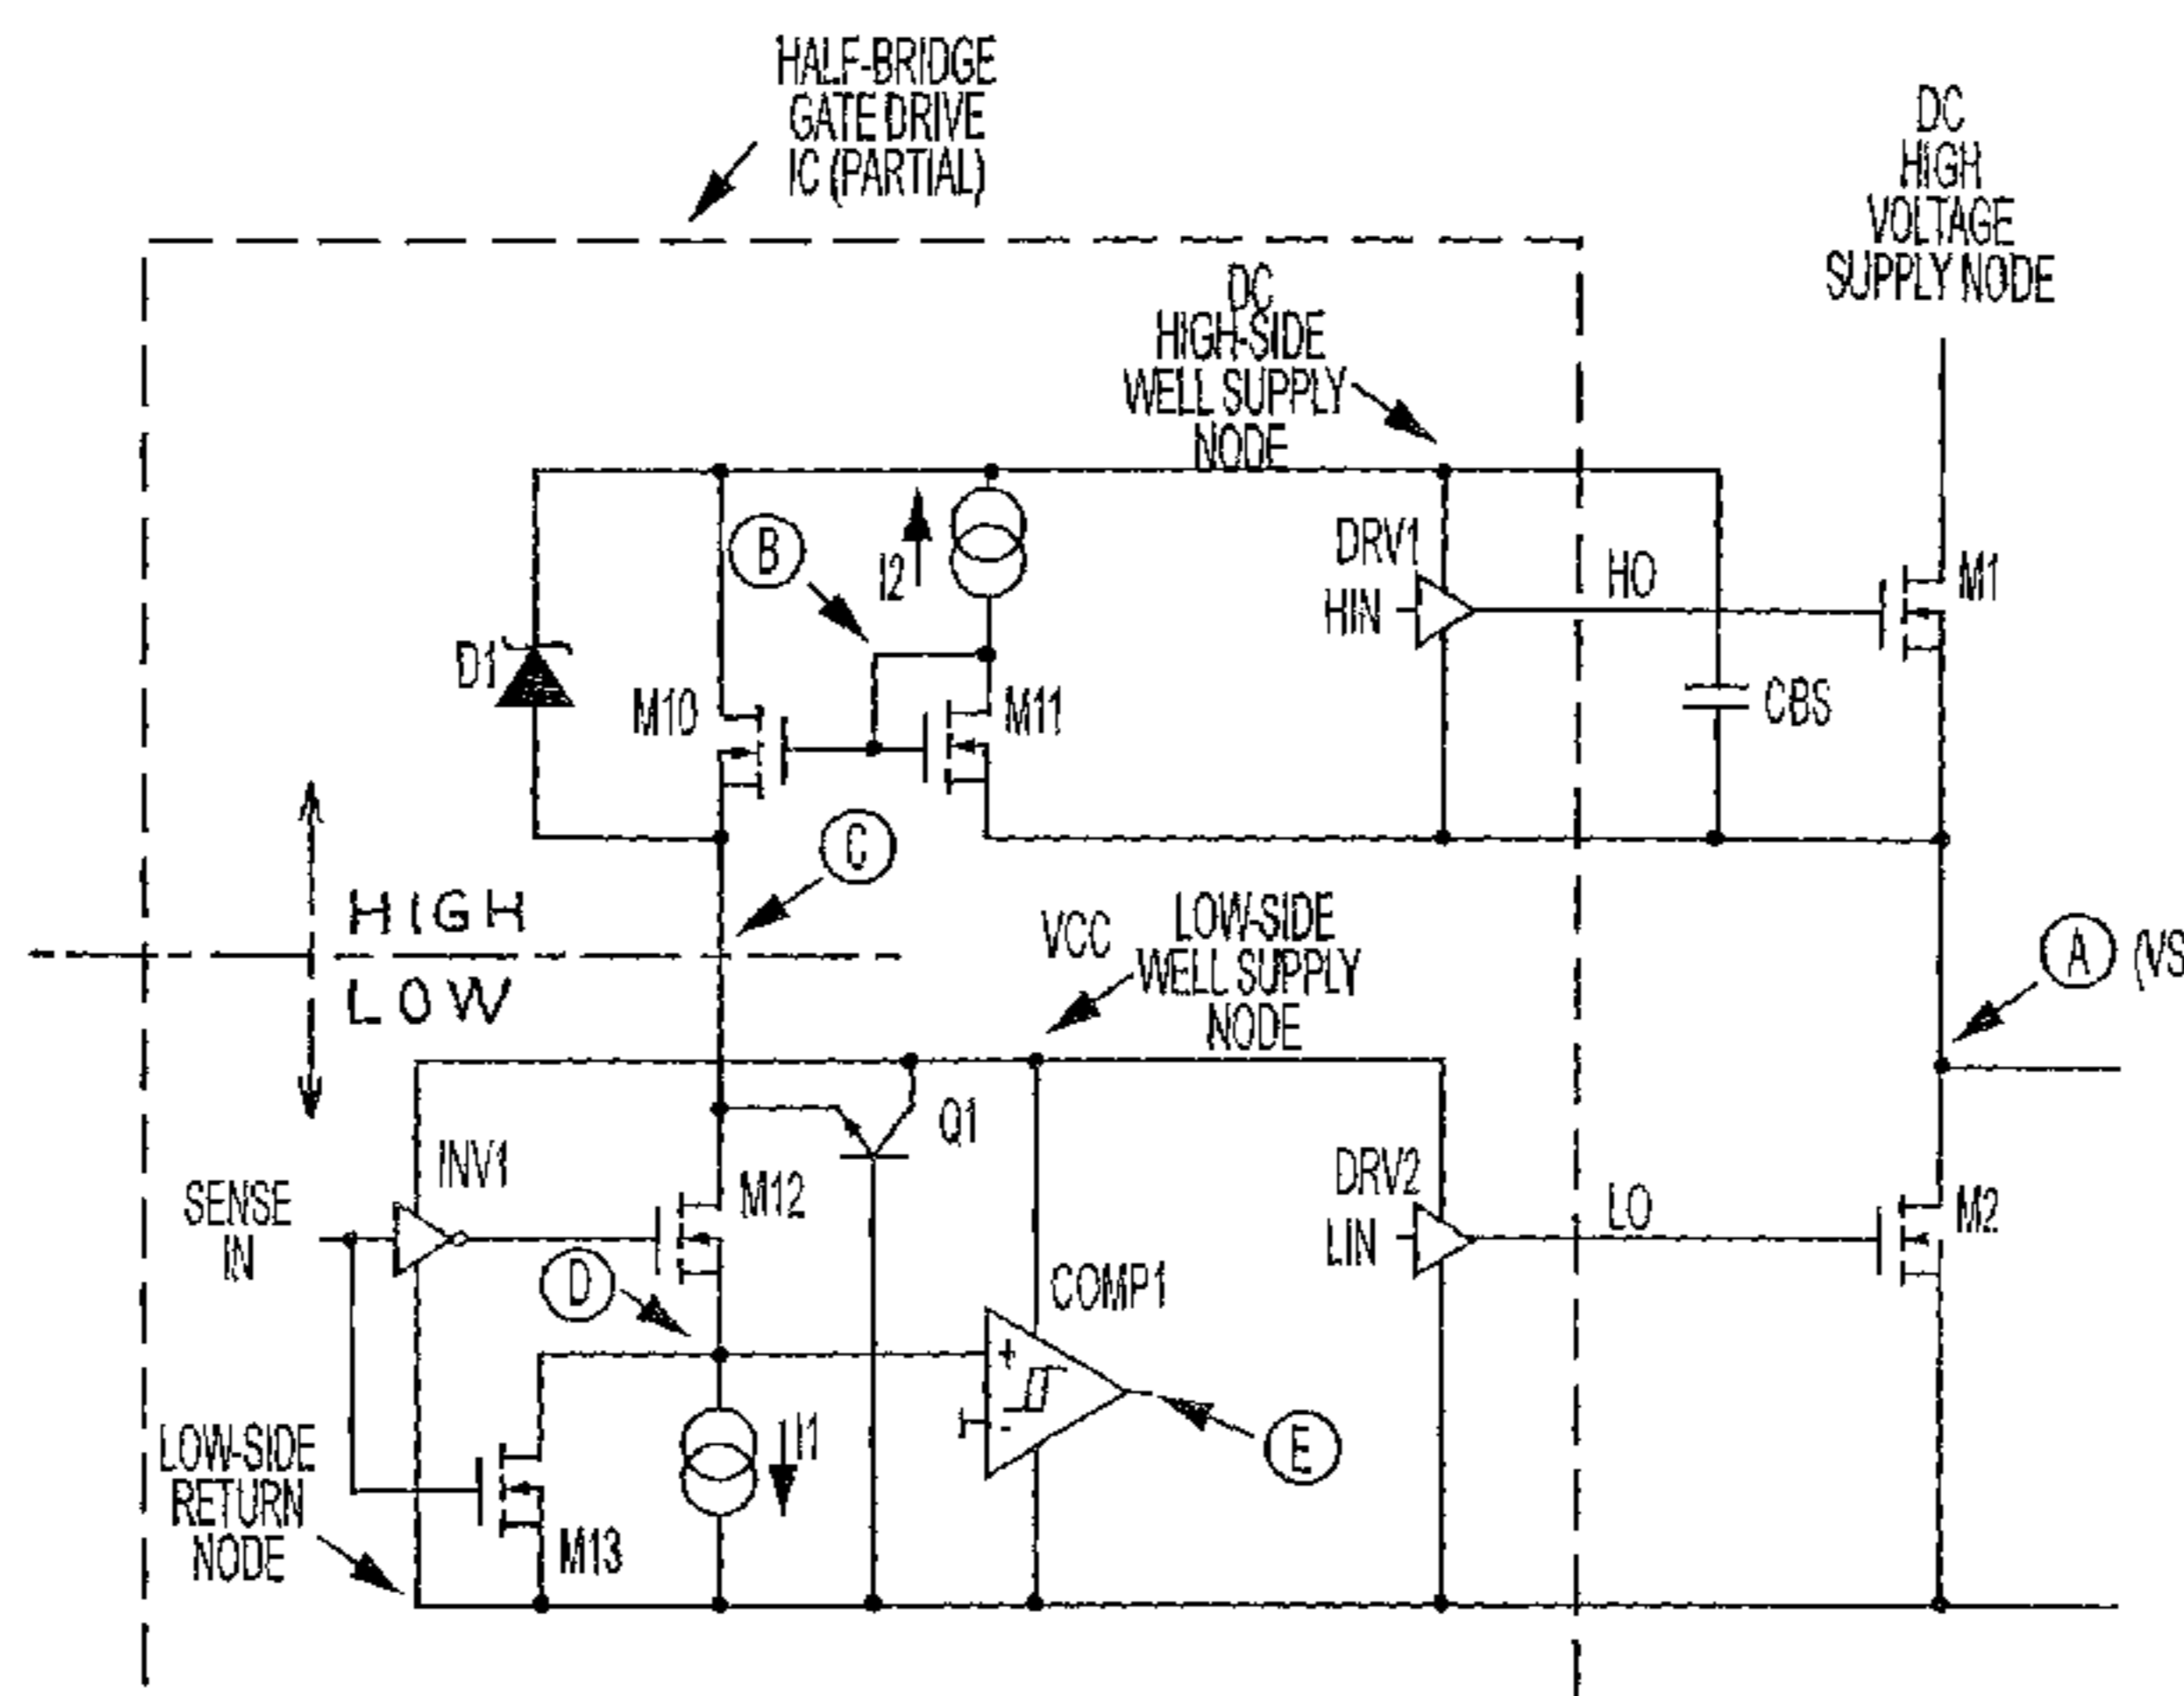 HALF-BRIDGE
GATE DRIVE
IC (PARTIAL)
DC
HIGH
VOLTAGE
SUPPLY NODE
DC
HIGH-SIDE
WELL SUPPLY
NODE
B
I2
DRV1
HIN
HO
M1
D1
M10
M11
CBS
C
HIGH
LOW
VCC
LOW-SIDE
WELL SUPPLY
NODE
A (VS
Q1
INV1
SENSE
IN
M12
DRV2
LIN
LO
M2
D
COMP1
+
-
I1
E
LOW-SIDE
RETURN
NODE
M13